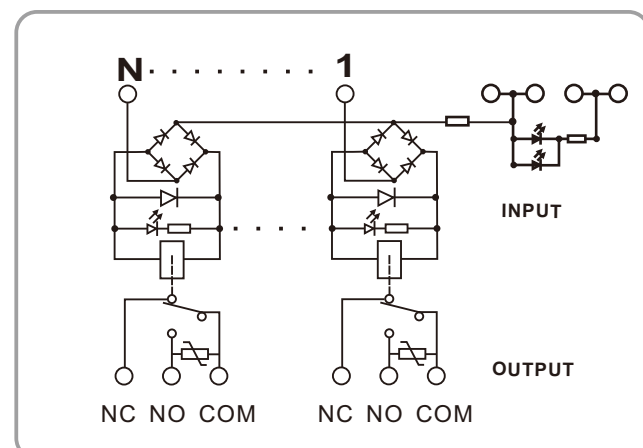 N. . . . . . . . 1
INPUT
. . . .
OUTPUT
NC NO COM NC NO COM